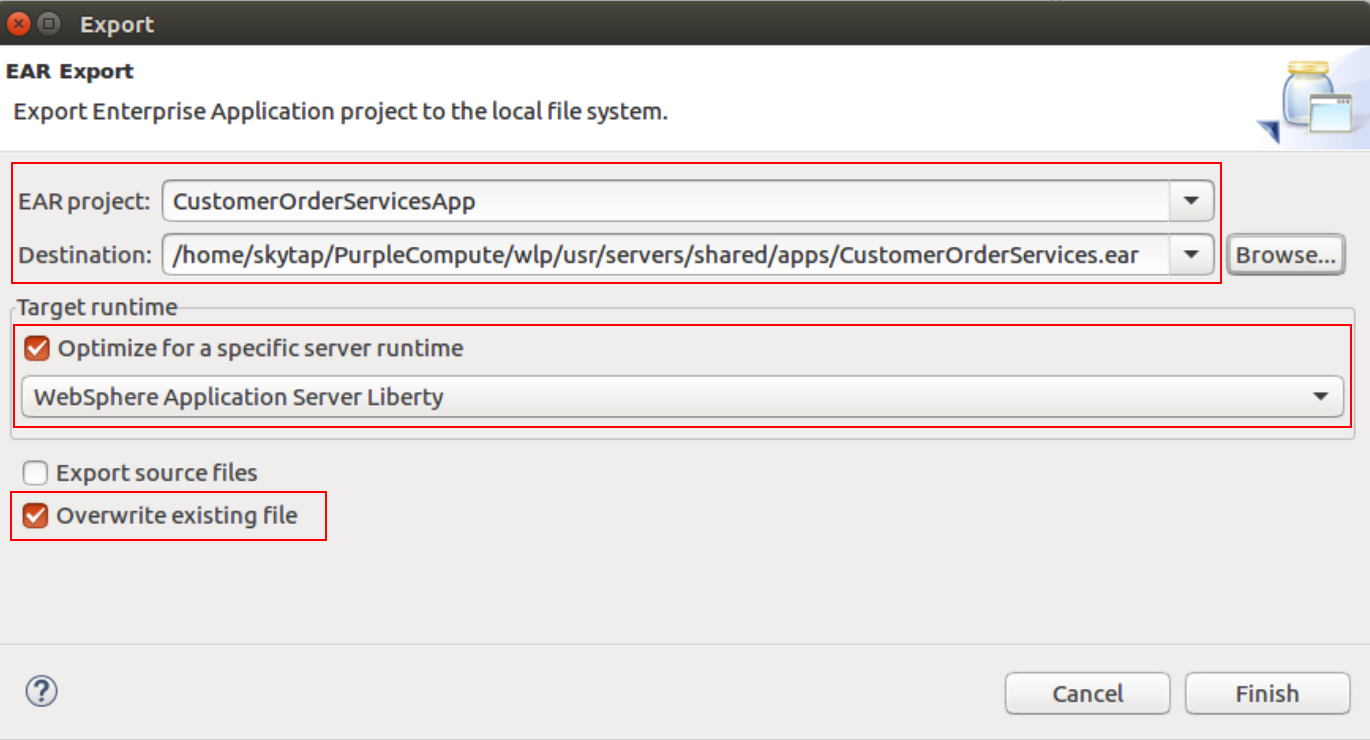 Export
EAR Export
Export Enterprise Application project to the local file system.
EAR project: CustomerOrderServicesApp
Destination: /home/skytap/PurpleCompute/wlp/usr/servers/shared/apps/CustomerOrderServices.ear Browse...
Target runtime
Optimize for a specific server runtime
WebSphere Application Server Liberty
Export source files
Overwrite existing file
? Cancel Finish